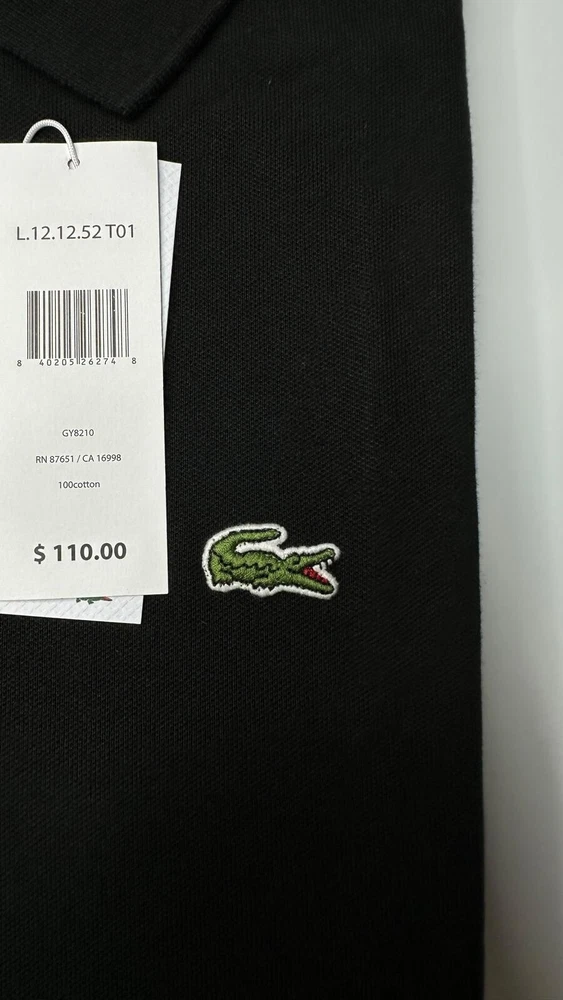 L.12.12.52 T01
8 40205 26274 8
GY8210
RN 87651 / CA 16998
100cotton
$ 110.00